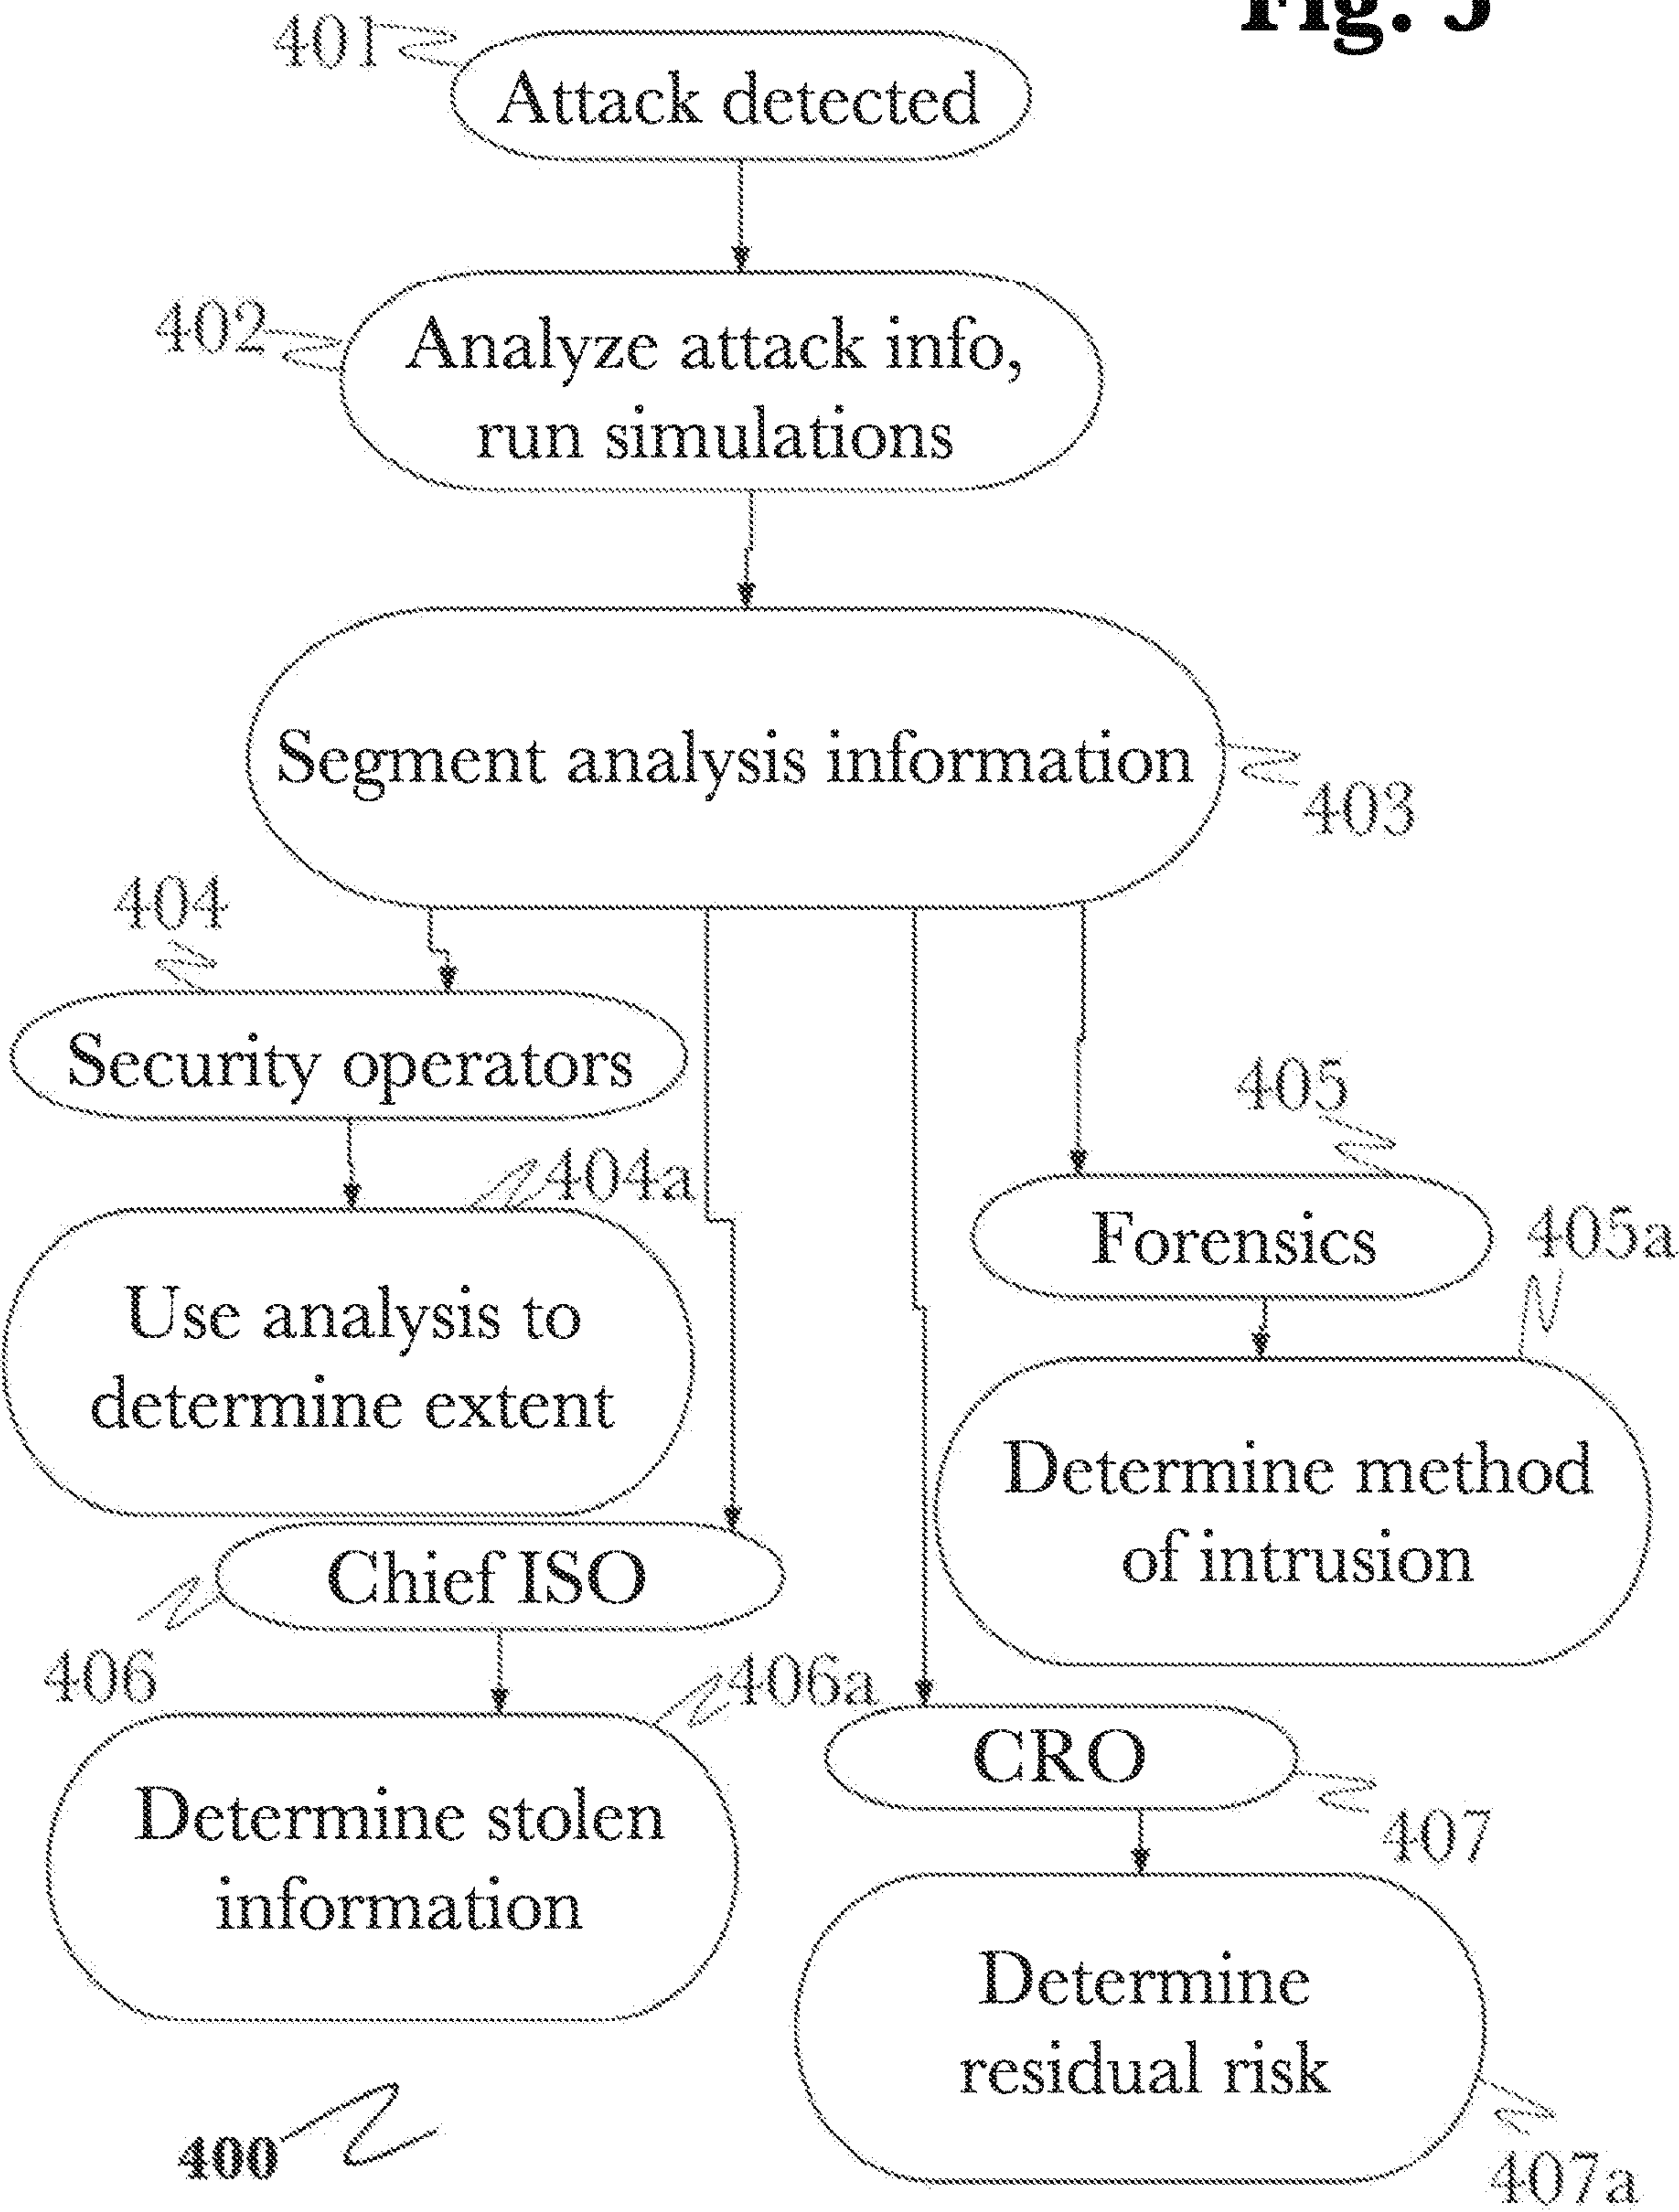 Fig.
401
Attack detected
402
Analyze attack info,
run simulations
Segment analysis information
403
404
Security operators
405
404a
Forensics
405a
Use analysis to
determine extent
Determine method
of intrusion
Chief ISO
406
406a
CRO
Determine stolen
information
407
Determine
residual risk
400
407a